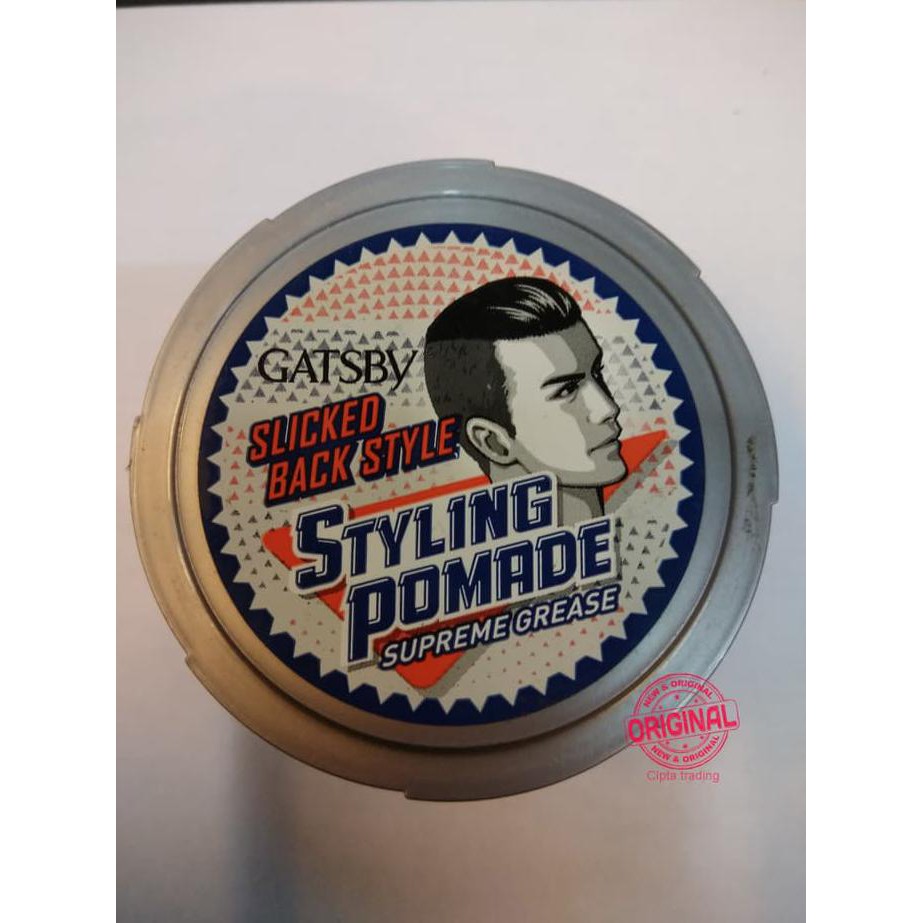 GATSBY
SLICKED
BACK STYLE
STYLING
POMADE
SUPREME GREASE
NEW & ORIGINAL
ORIGINAL
NEW & ORIGINAL
Cipta trading